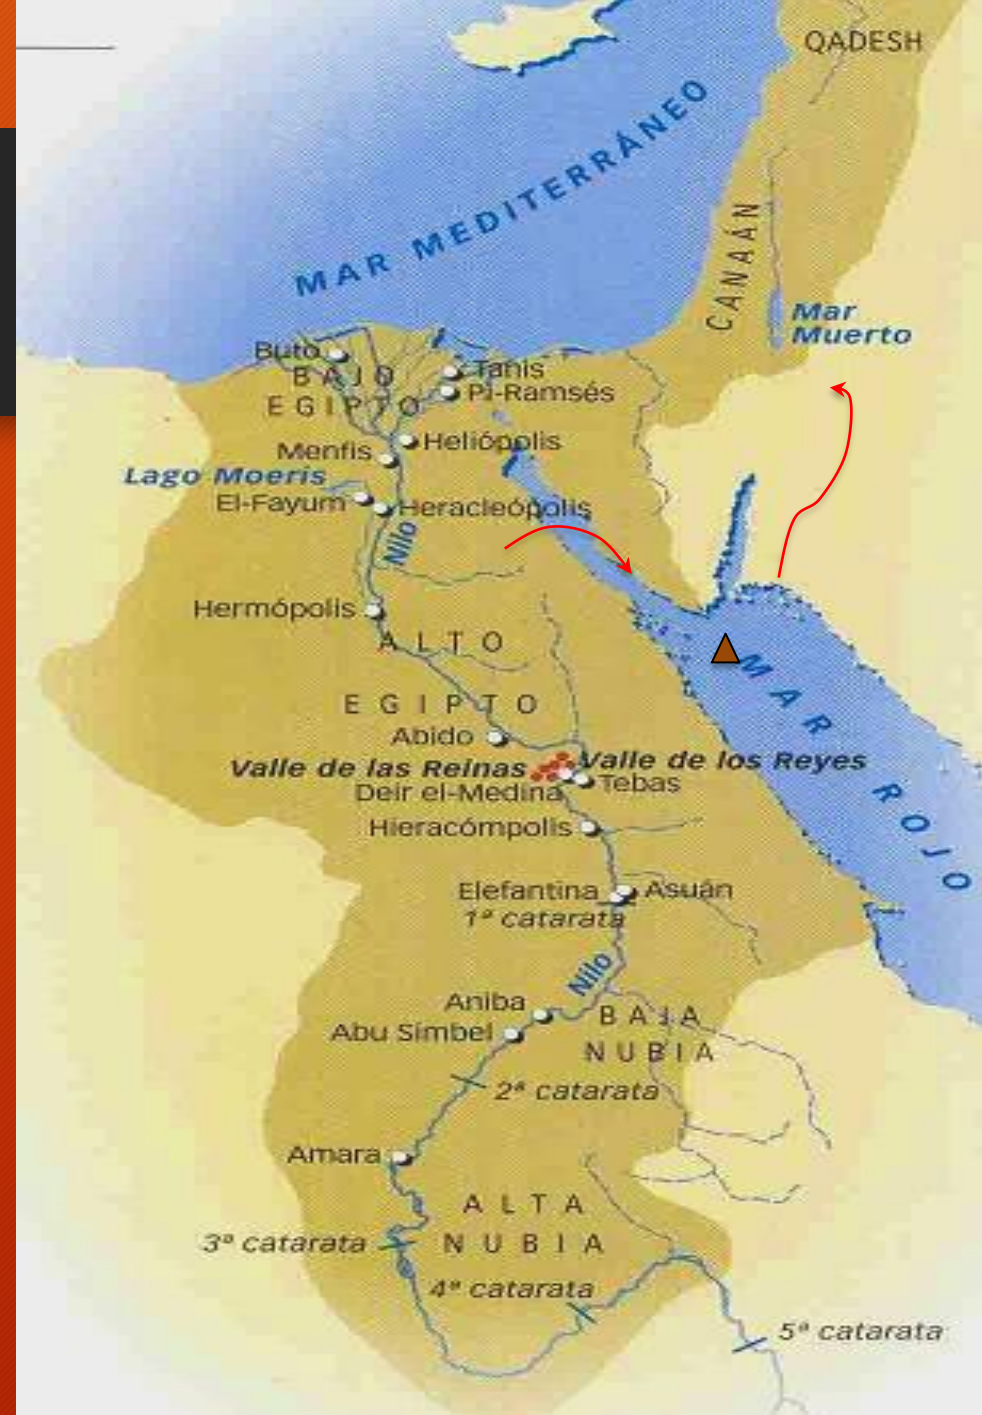 QADESH
MAR MEDITERRÁNEO
CANAÁN
Mar
Muerto
Buto
BAJO
EGIPTO
Tanis
Pi-Ramsés
Heliópolis
Menfis
Lago Moeris
El-Fayum
Heracleópolis
Nilo
Hermópolis
ALTO
EGIPTO
MAR ROJO
Abido
Valle de las Reinas
Valle de los Reyes
Deir el-Medina
Tebas
Hieracómpolis
Elefantina
Asuán
1ª catarata
Nilo
Aniba
BAJA
NUBIA
Abu Simbel
2ª catarata
Amara
ALTA
NUBIA
3ª catarata
4ª catarata
5ª catarata